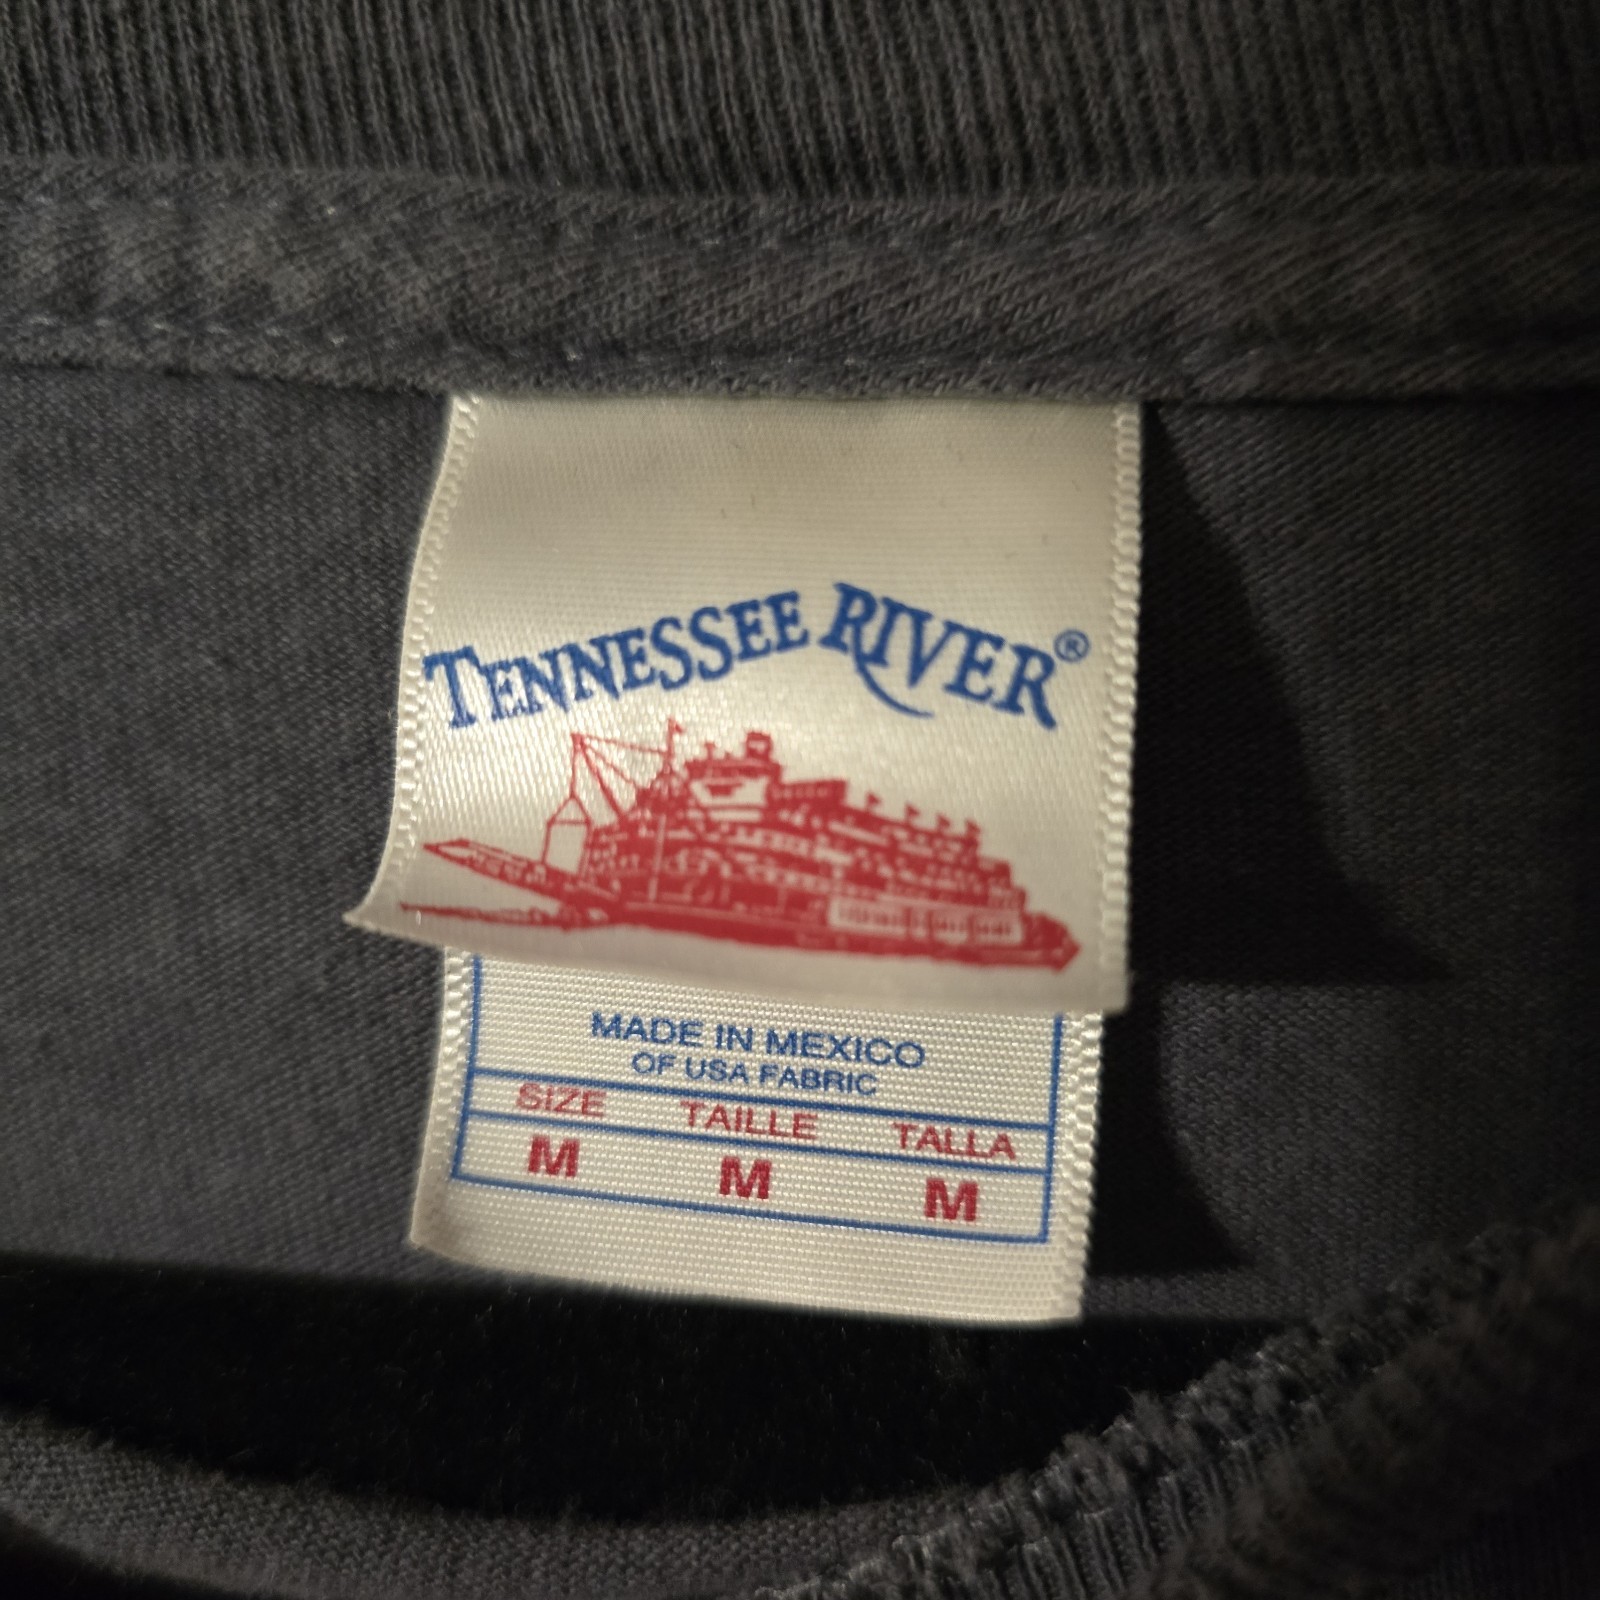 TENNESSEE RIVER®
MADE IN MEXICO
OF USA FABRIC
SIZE TAILLE TALLA
M M M